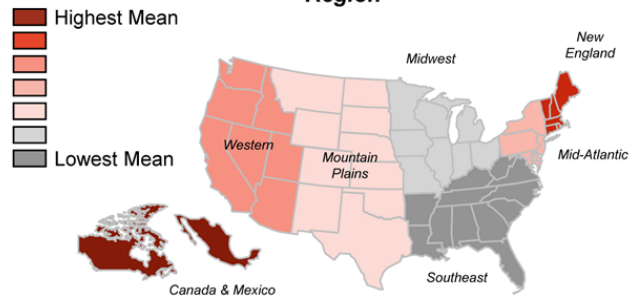 Region
Highest Mean
Lowest Mean
Midwest
New
England
Western
Mountain
Plains
Mid-Atlantic
Southeast
Canada & Mexico